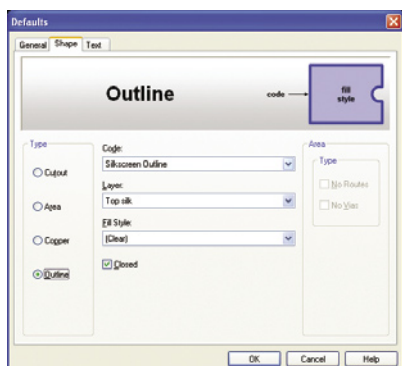 Defaults
General Shape Text
Outline
code
fill
style
Type
Cutout
Area
Copper
Outline
Code:
Silkscreen Outline
Layer:
Top silk
Fill Style:
(Clear)
Closed
Area
Type
No Routes
No Vias
OK Cancel Help